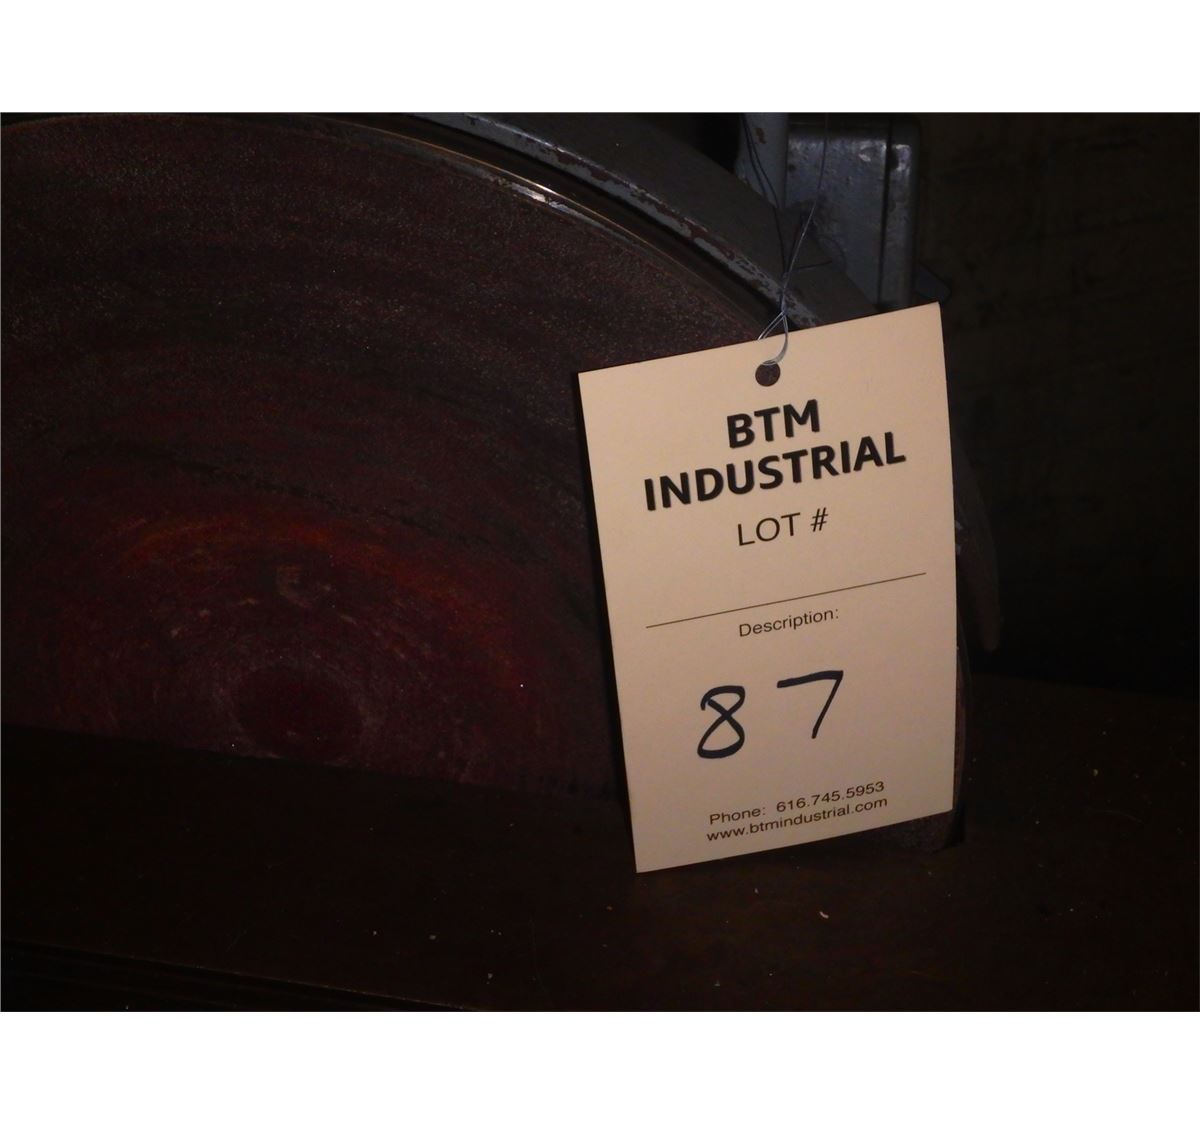 BTM
INDUSTRIAL
LOT #
Description:
87
Phone: 616.745.5953
www.btmindustrial.com